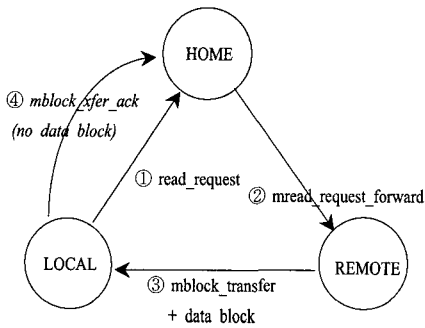 HOME
④ mblock_xfer_ack
(no data block)
① read_request
② mread_request_forward
LOCAL
REMOTE
③ mblock_transfer
+ data block